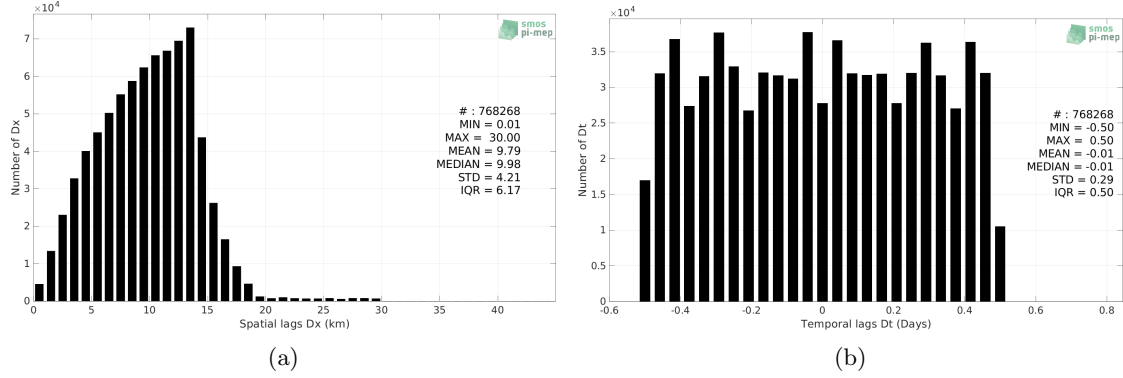 ×10⁴
7
6
5
4
3
2
1
0
Number of Dx
0 5 10 15 20 25 30 35 40
Spatial lags Dx (km)
smos
pi-mep
# : 768268
MIN = 0.01
MAX = 30.00
MEAN = 9.79
MEDIAN = 9.98
STD = 4.21
IQR = 6.17
(a)
×10⁴
3.5
3
2.5
2
1.5
1
0.5
0
Number of Dt
-0.6 -0.4 -0.2 0 0.2 0.4 0.6 0.8
Temporal lags Dt (Days)
smos
pi-mep
# : 768268
MIN = -0.50
MAX = 0.50
MEAN = -0.01
MEDIAN = -0.01
STD = 0.29
IQR = 0.50
(b)